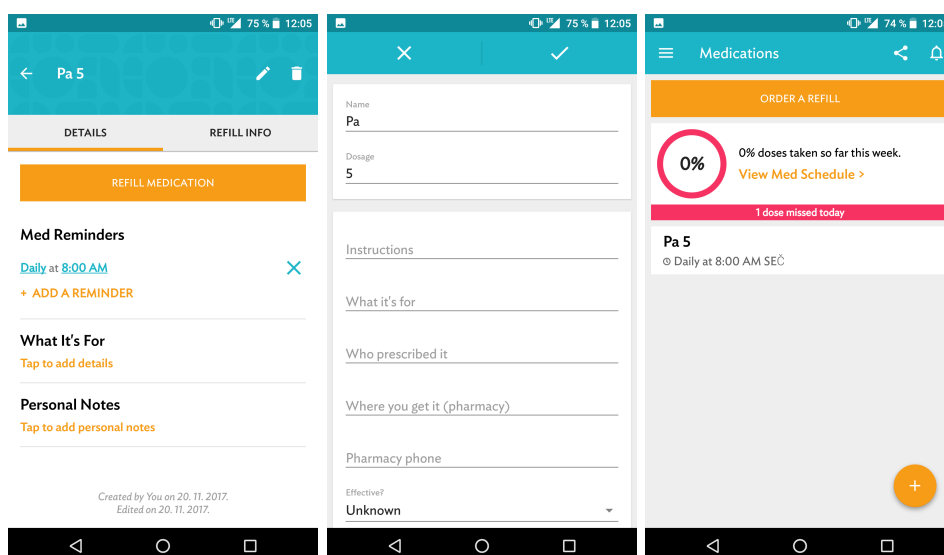 LTE 75 % 12:05
Pa 5
DETAILS REFILL INFO
REFILL MEDICATION
Med Reminders
Daily at 8:00 AM
+ ADD A REMINDER
What It's For
Tap to add details
Personal Notes
Tap to add personal notes
Created by You on 20. 11. 2017.
Edited on 20. 11. 2017.
LTE 75 % 12:05
Name
Pa
Dosage
5
Instructions
What it's for
Who prescribed it
Where you get it (pharmacy)
Pharmacy phone
Effective?
Unknown
LTE 74 % 12:0
Medications
ORDER A REFILL
0%
0% doses taken so far this week.
View Med Schedule >
1 dose missed today
Pa 5
Daily at 8:00 AM SEČ
+